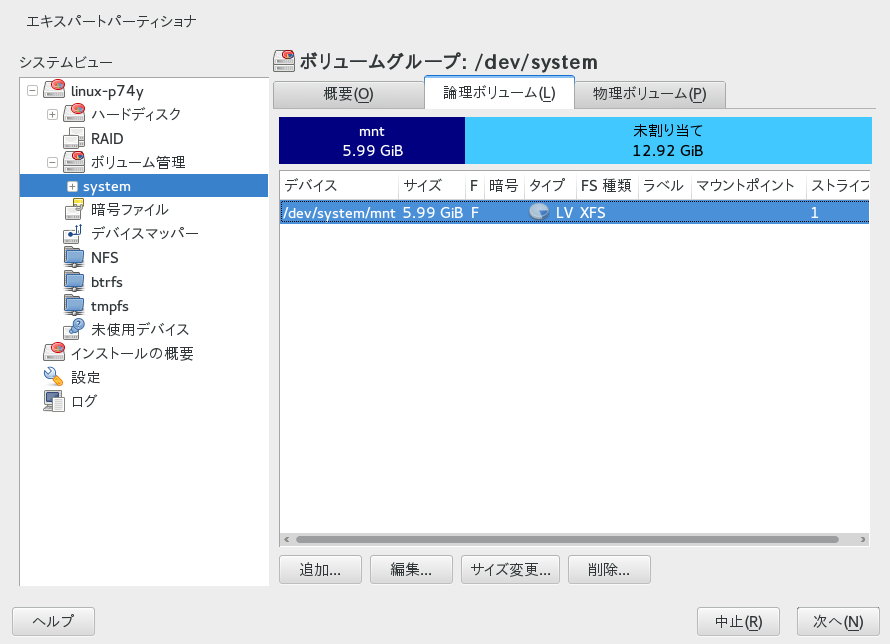 エキスパートパーティショナ
システムビュー
linux-p74y
ハードディスク
RAID
ボリューム管理
system
暗号ファイル
デバイスマッパー
NFS
btrfs
tmpfs
未使用デバイス
インストールの概要
設定
ログ
ボリュームグループ: /dev/system
概要(O) 論理ボリューム(L) 物理ボリューム(P)
mnt 未割り当て
5.99 GiB 12.92 GiB
デバイス サイズ F 暗号 タイプ FS 種類 ラベル マウントポイント ストライプ
/dev/system/mnt 5.99 GiB F LV XFS 1
追加... 編集... サイズ変更... 削除...
ヘルプ 中止(R) 次へ(N)